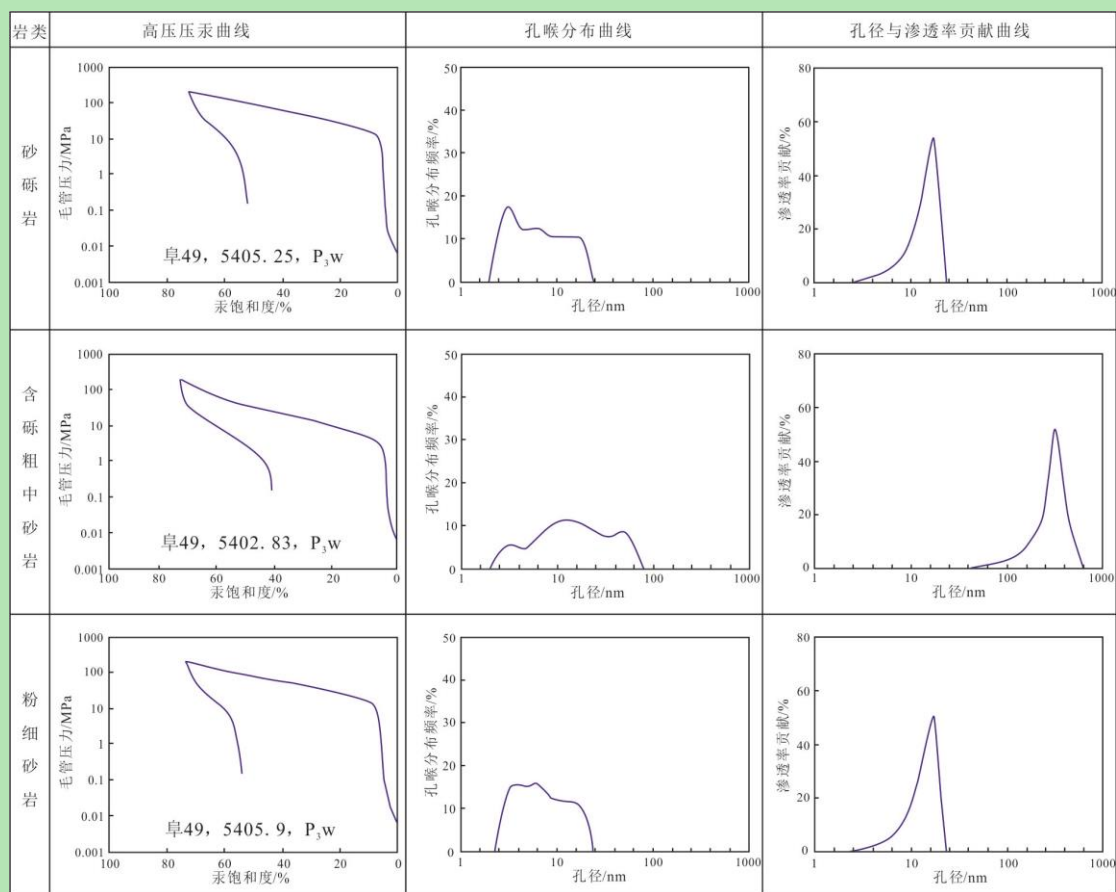 岩类 高压压汞曲线 孔喉分布曲线 孔径与渗透率贡献曲线
砂砾岩
毛管压力/MPa
1000
100
10
1
0.1
0.01
0.001
100 80 60 40 20 0
汞饱和度/%
阜49，5405.25，P₃w
孔喉分布频率/%
50
40
30
20
10
0
1 10 100 1000
孔径/nm
渗透率贡献/%
80
60
40
20
0
1 10 100 1000
孔径/nm
含砾粗中砂岩
毛管压力/MPa
1000
100
10
1
0.1
0.01
0.001
100 80 60 40 20 0
汞饱和度/%
阜49，5402.83，P₃w
孔喉分布频率/%
50
40
30
20
10
0
1 10 100 1000
孔径/nm
渗透率贡献/%
80
60
40
20
0
1 10 100 1000
孔径/nm
粉细砂岩
毛管压力/MPa
1000
100
10
1
0.1
0.01
0.001
100 80 60 40 20 0
汞饱和度/%
阜49，5405.9，P₃w
孔喉分布频率/%
50
40
30
20
10
0
1 10 100 1000
孔径/nm
渗透率贡献/%
80
60
40
20
0
1 10 100 1000
孔径/nm